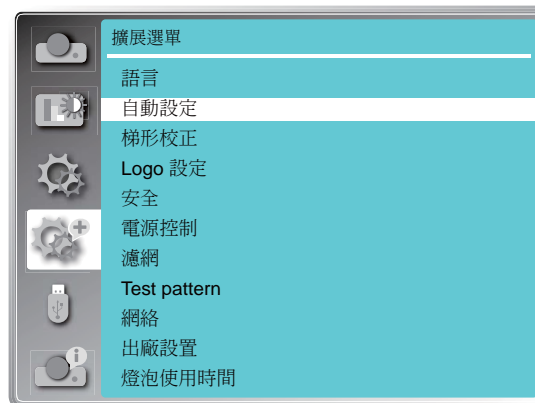 擴展選單
語言
自動設定
梯形校正
Logo 設定
安全
電源控制
濾網
Test pattern
網絡
出廠設置
燈泡使用時間